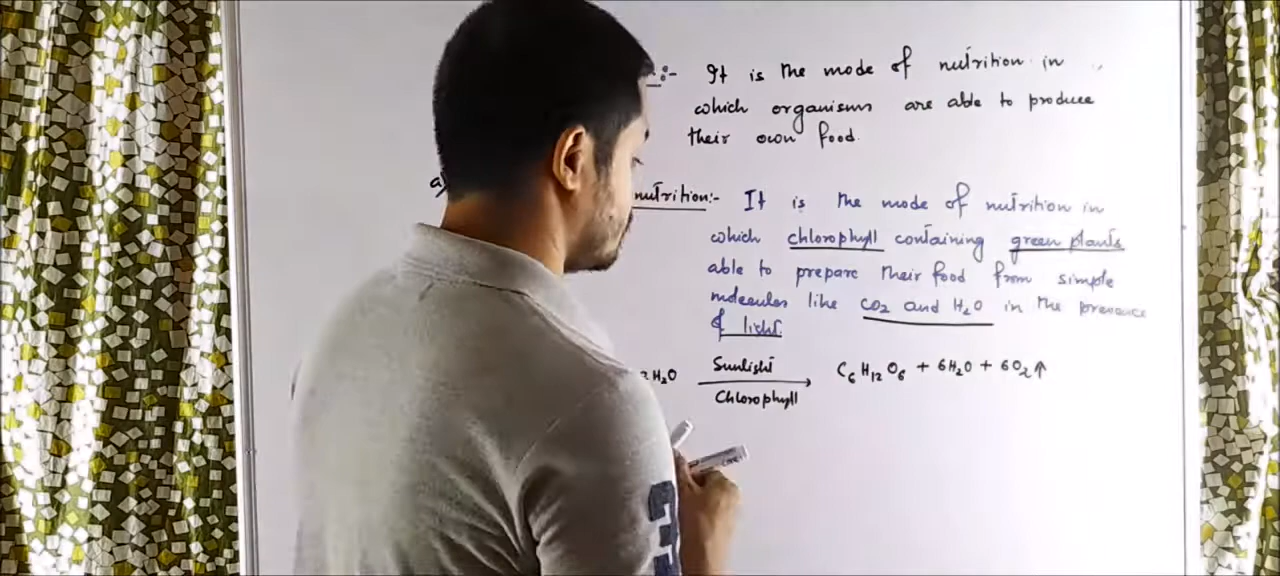 :- It is the mode of nutrition in
which organisms are able to produce
their own food.
a) nutrition:- It is the mode of nutrition in
which chlorophyll containing green plants
able to prepare their food from simple
molecules like CO₂ and H₂O in the presence
of light.
Sunlight
2H₂O → C₆H₁₂O₆ + 6H₂O + 6O₂↑
Chlorophyll